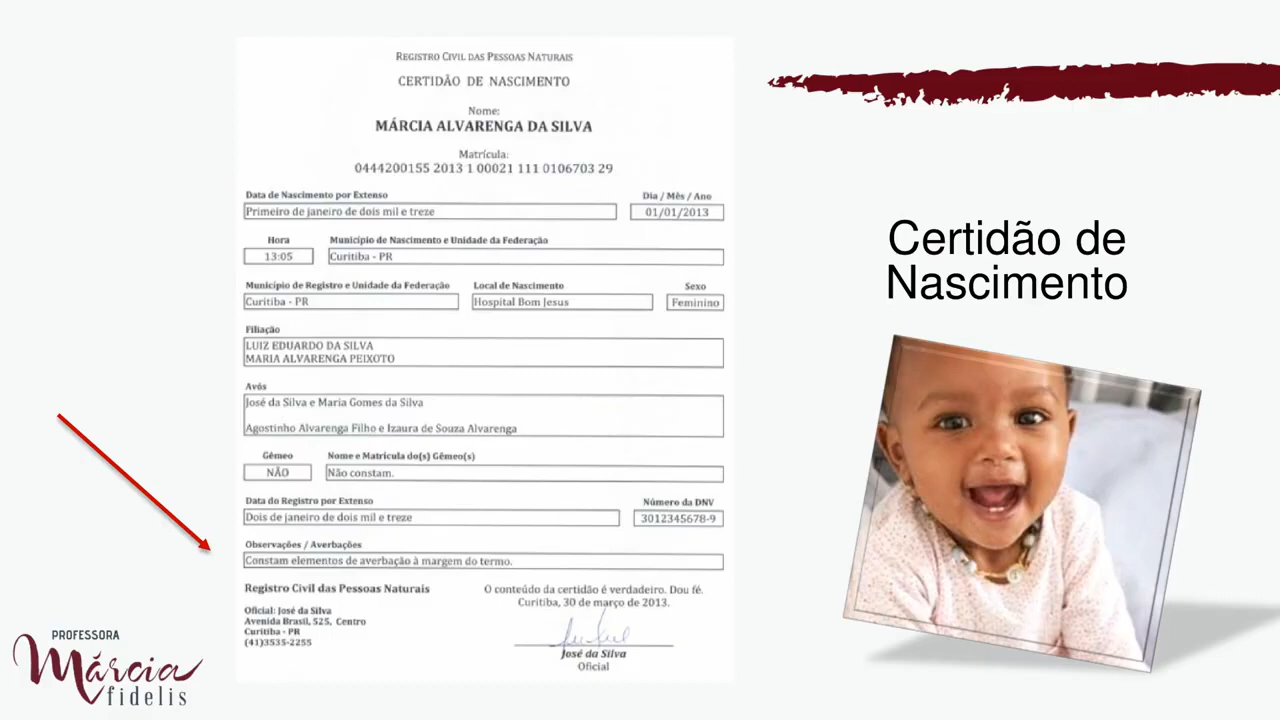 REGISTRO CIVIL DAS PESSOAS NATURAIS
CERTIDÃO DE NASCIMENTO
Nome:
MÁRCIA ALVARENGA DA SILVA
Matrícula:
0444200155 2013 1 00021 111 0106703 29
Data de Nascimento por Extenso
Dia / Mês / Ano
Primeiro de janeiro de dois mil e treze
01/01/2013
Hora
Município de Nascimento e Unidade da Federação
13:05
Curitiba - PR
Município de Registro e Unidade da Federação
Local de Nascimento
Sexo
Curitiba - PR
Hospital Bom Jesus
Feminino
Filiação
LUIZ EDUARDO DA SILVA
MARIA ALVARENGA PEIXOTO
Avós
José da Silva e Maria Gomes da Silva
Agostinho Alvarenga Filho e Izaura de Souza Alvarenga
Gêmeo
Nome e Matrícula do(s) Gêmeo(s)
NÃO
Não constam.
Data do Registro por Extenso
Número da DNV
Dois de janeiro de dois mil e treze
3012345678-9
Observações / Averbações
Constam elementos de averbação à margem do termo.
Registro Civil das Pessoas Naturais
Oficial: José da Silva
Avenida Brasil, 525, Centro
Curitiba - PR
(41)3535-2255
O conteúdo da certidão é verdadeiro. Dou fé.
Curitiba, 30 de março de 2013.
José da Silva
Oficial
Certidão de
Nascimento
PROFESSORA
Márcia
fidelis